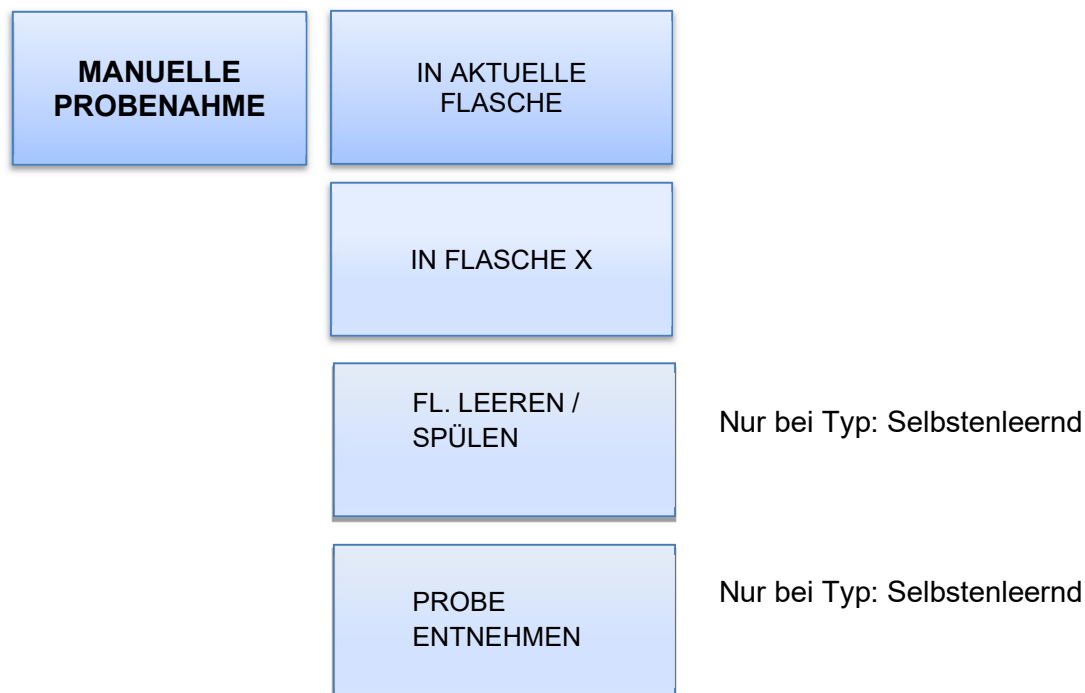 MANUELLE
PROBENAHME
IN AKTUELLE
FLASCHE
IN FLASCHE X
FL. LEEREN /
SPÜLEN
Nur bei Typ: Selbstenleernd
PROBE
ENTNEHMEN
Nur bei Typ: Selbstenleernd